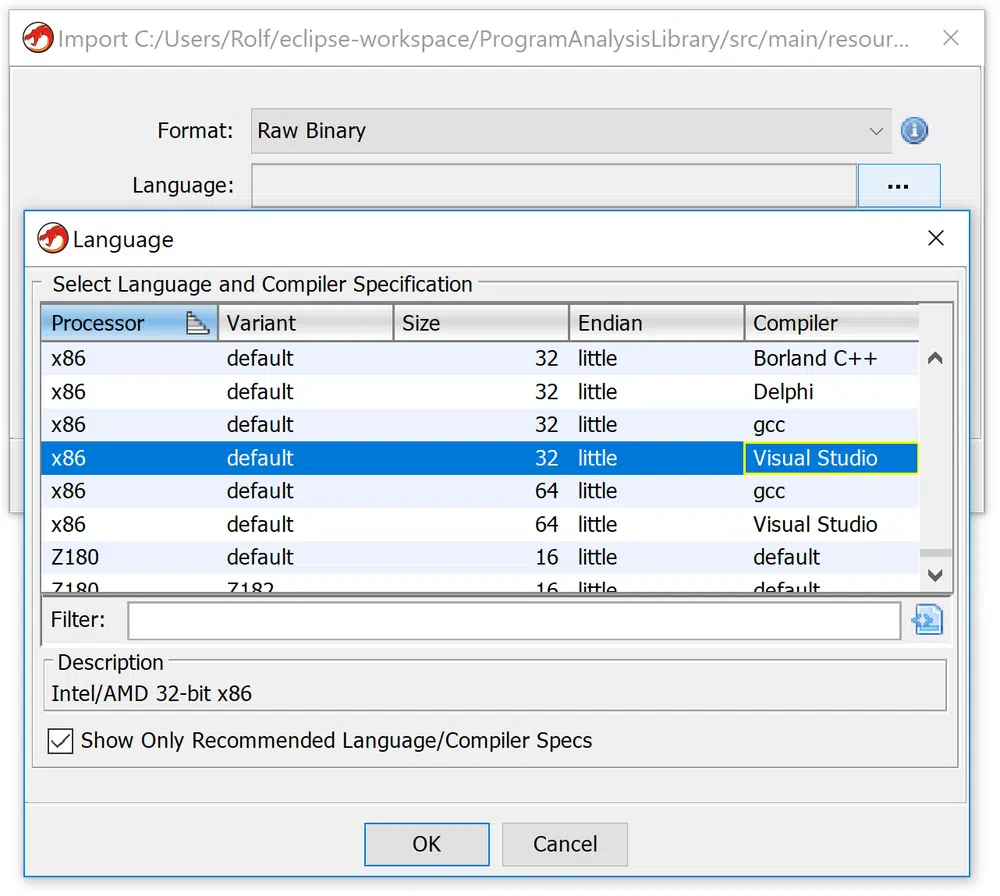 Import C:/Users/Rolf/eclipse-workspace/ProgramAnalysisLibrary/src/main/resour...
Format: Raw Binary
Language: ...
Language
Select Language and Compiler Specification
Processor Variant Size Endian Compiler
x86 default 32 little Borland C++
x86 default 32 little Delphi
x86 default 32 little gcc
x86 default 32 little Visual Studio
x86 default 64 little gcc
x86 default 64 little Visual Studio
Z180 default 16 little default
Z180 Z182 16 little default
Filter:
Description
Intel/AMD 32-bit x86
Show Only Recommended Language/Compiler Specs
OK Cancel